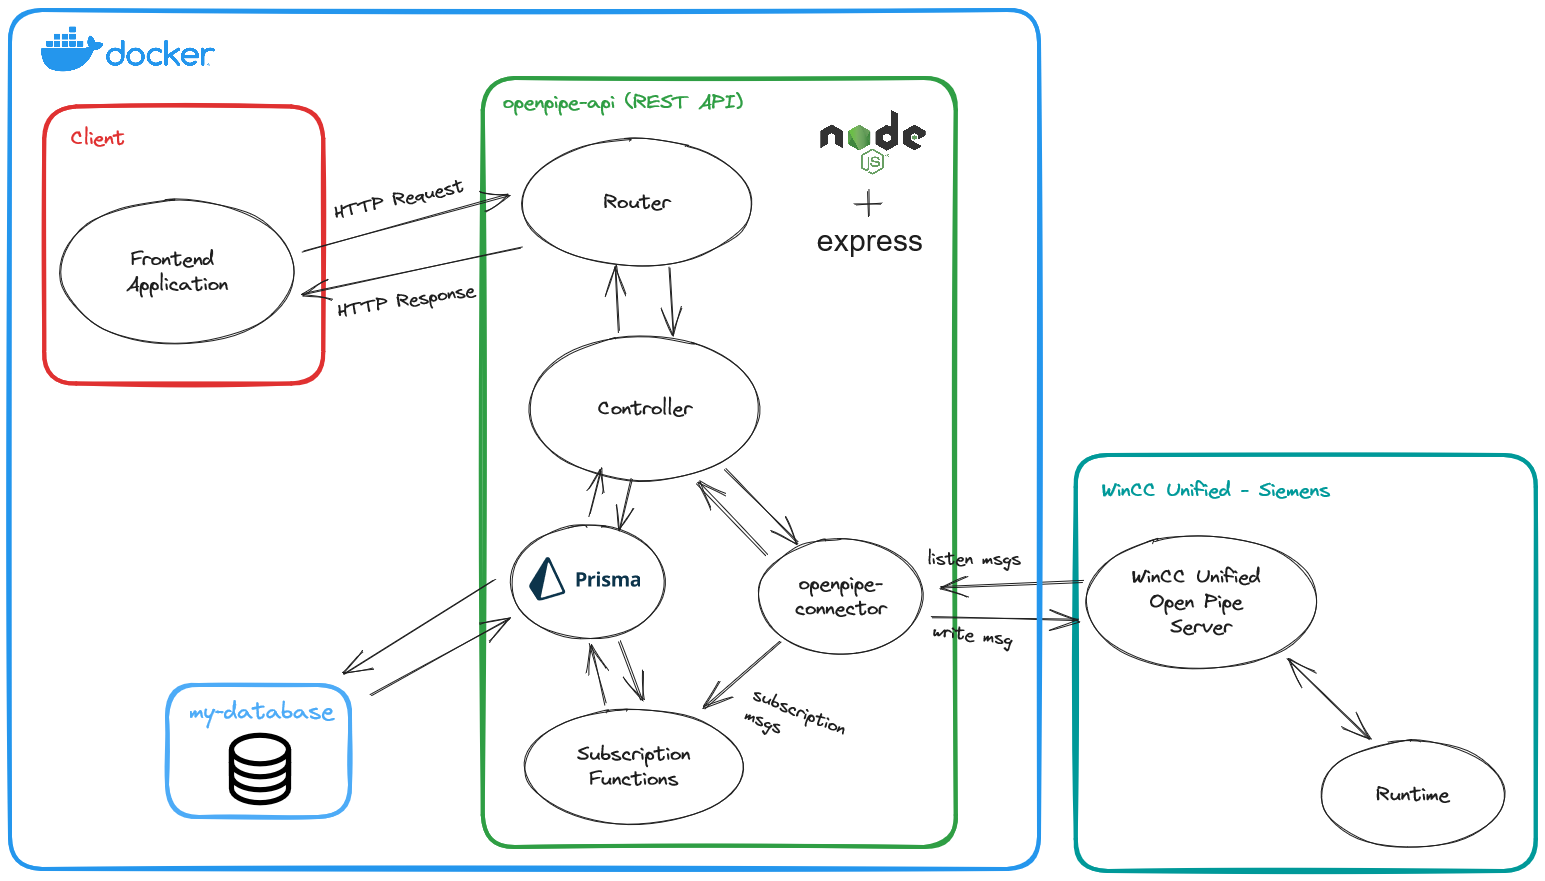 docker
openpipe-api (REST API)
Client
node
JS
+
express
HTTP Request
Router
Frontend
Application
HTTP Response
Controller
WinCC Unified - Siemens
listen msgs
Prisma
openpipe-
connector
WinCC Unified
Open Pipe
Server
write msg
subscription
msgs
my-database
Subscription
Functions
Runtime